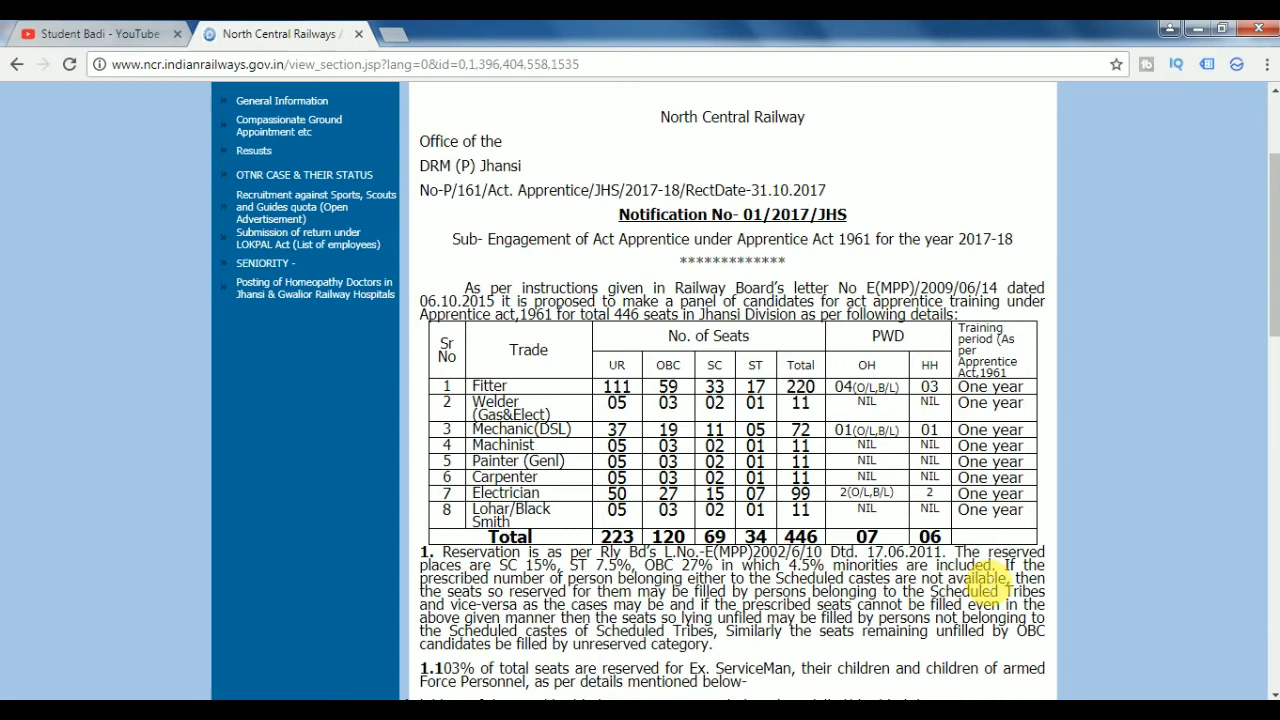 Student Badi - YouTube
North Central Railways /
www.ncr.indianrailways.gov.in/view_section.jsp?lang=0&id=0,1,396,404,558,1535
General Information
Compassionate Ground
Appointment etc
Resusts
OTNR CASE & THEIR STATUS
Recruitment against Sports, Scouts
and Guides quota (Open
Advertisement)
Submission of return under
LOKPAL Act (List of employees)
SENIORITY -
Posting of Homeopathy Doctors in
Jhansi & Gwalior Railway Hospitals
North Central Railway
Office of the
DRM (P) Jhansi
No-P/161/Act. Apprentice/JHS/2017-18/RectDate-31.10.2017
Notification No- 01/2017/JHS
Sub- Engagement of Act Apprentice under Apprentice Act 1961 for the year 2017-18
*************
As per instructions given in Railway Board's letter No E(MPP)/2009/06/14 dated
06.10.2015 it is proposed to make a panel of candidates for act apprentice training under
Apprentice act,1961 for total 446 seats in Jhansi Division as per following details:
Sr No Trade No. of Seats PWD Training period (As per Apprentice Act,1961
UR OBC SC ST Total OH HH
1 Fitter 111 59 33 17 220 04(O/L,B/L) 03 One year
2 Welder (Gas&Elect) 05 03 02 01 11 NIL NIL One year
3 Mechanic(DSL) 37 19 11 05 72 01(O/L,B/L) 01 One year
4 Machinist 05 03 02 01 11 NIL NIL One year
5 Painter (Genl) 05 03 02 01 11 NIL NIL One year
6 Carpenter 05 03 02 01 11 NIL NIL One year
7 Electrician 50 27 15 07 99 2(O/L,B/L) 2 One year
8 Lohar/Black Smith 05 03 02 01 11 NIL NIL One year
Total 223 120 69 34 446 07 06
1. Reservation is as per Rly Bd's L.No.-E(MPP)2002/6/10 Dtd. 17.06.2011. The reserved
places are SC 15%, ST 7.5%, OBC 27% in which 4.5% minorities are included. If the
prescribed number of person belonging either to the Scheduled castes are not available, then
the seats so reserved for them may be filled by persons belonging to the Scheduled Tribes
and vice-versa as the cases may be and if the prescribed seats cannot be filled even in the
above given manner then the seats so lying unfiled may be filled by persons not belonging to
the Scheduled castes of Scheduled Tribes, Similarly the seats remaining unfilled by OBC
candidates be filled by unreserved category.
1.103% of total seats are reserved for Ex. ServiceMan, their children and children of armed
Force Personnel, as per details mentioned below-